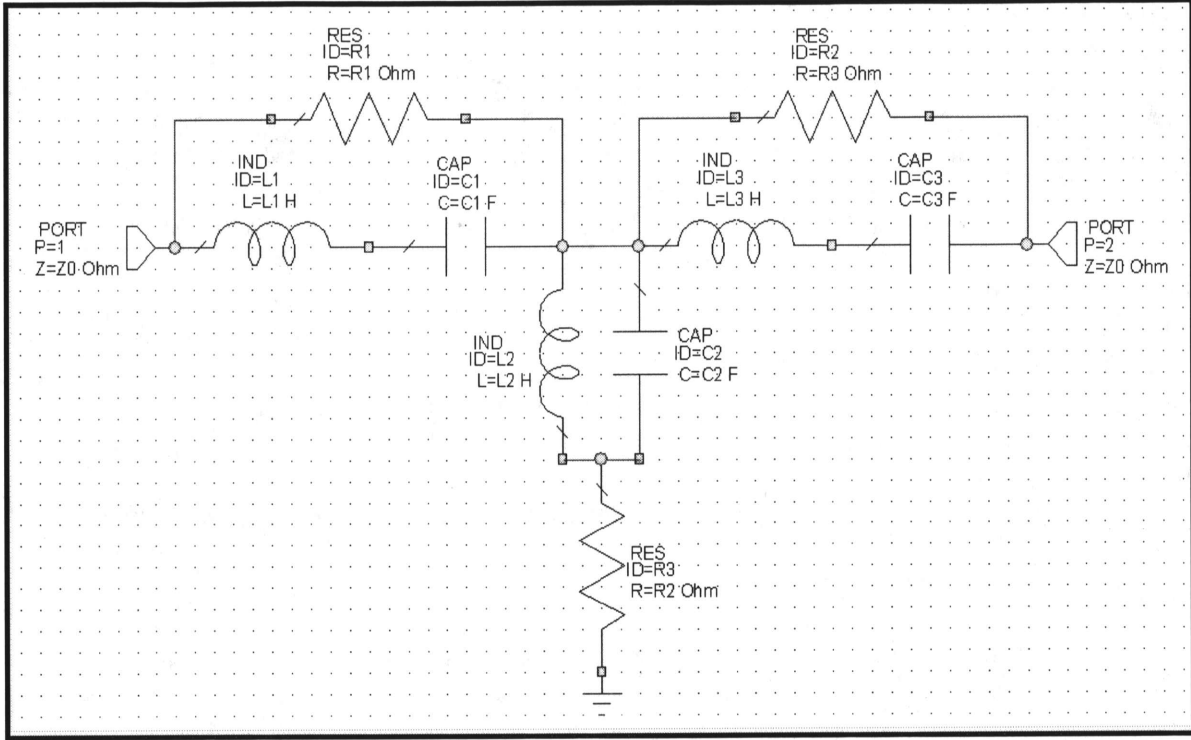 RES
ID=R1
R=R1 Ohm
RES
ID=R2
R=R3 Ohm
IND
ID=L1
L=L1 H
CAP
ID=C1
C=C1 F
IND
ID=L3
L=L3 H
CAP
ID=C3
C=C3 F
PORT
P=1
Z=Z0 Ohm
PORT
P=2
Z=Z0 Ohm
IND
ID=L2
L=L2 H
CAP
ID=C2
C=C2 F
RES
ID=R3
R=R2 Ohm